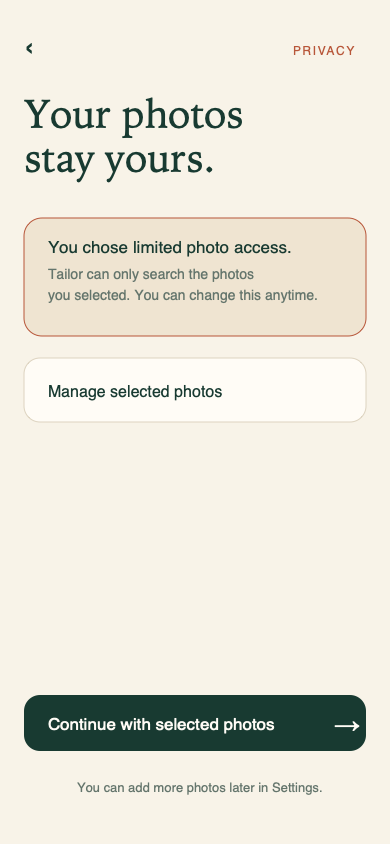 PRIVACY
Your photos
stay yours.
You chose limited photo access.
Tailor can only search the photos
you selected. You can change this anytime.
Manage selected photos
Continue with selected photos →
You can add more photos later in Settings.